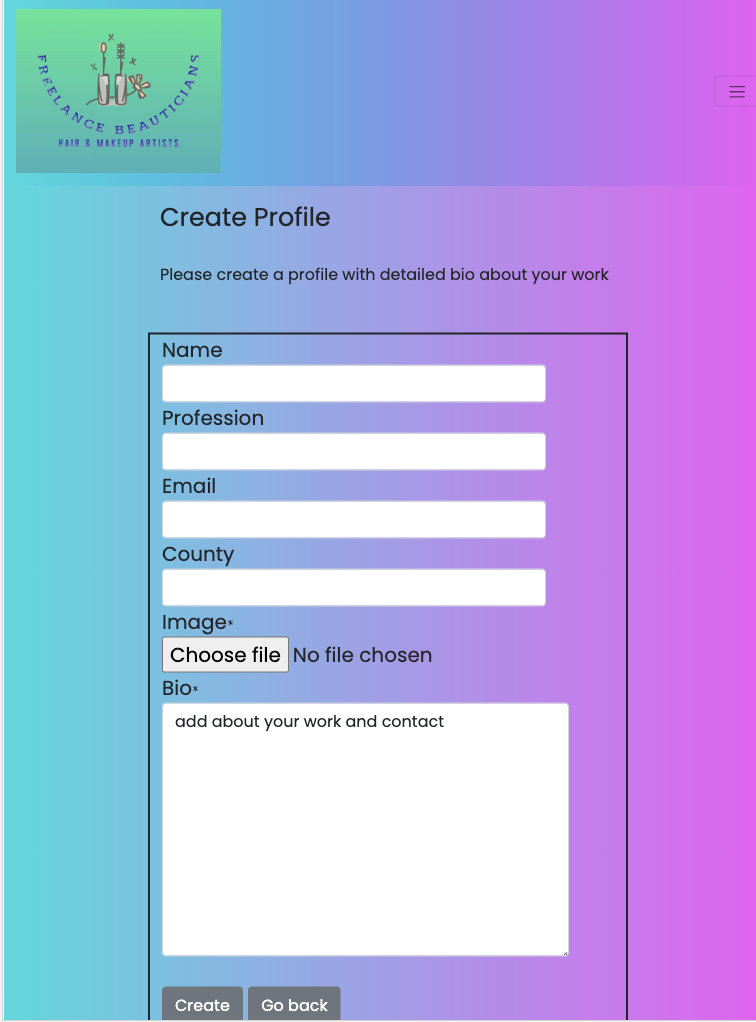 FREELANCE BEAUTICIANS
HAIR & MAKEUP ARTISTS
Create Profile
Please create a profile with detailed bio about your work
Name
Profession
Email
County
Image*
Choose file No file chosen
Bio*
add about your work and contact
Create Go back